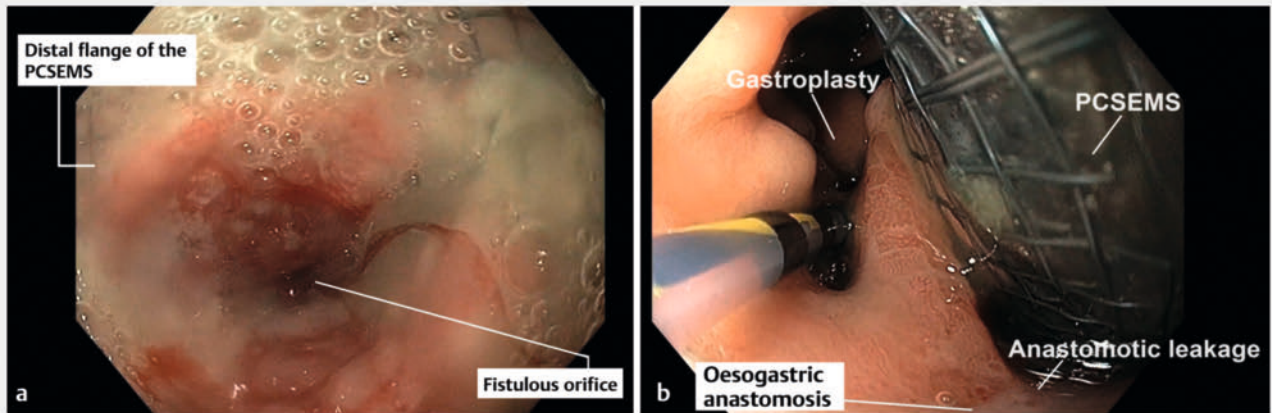 Distal flange of the
PCSEMS
Fistulous orifice
a
Gastroplasty
PCSEMS
Anastomotic leakage
Oesogastric
anastomosis
b